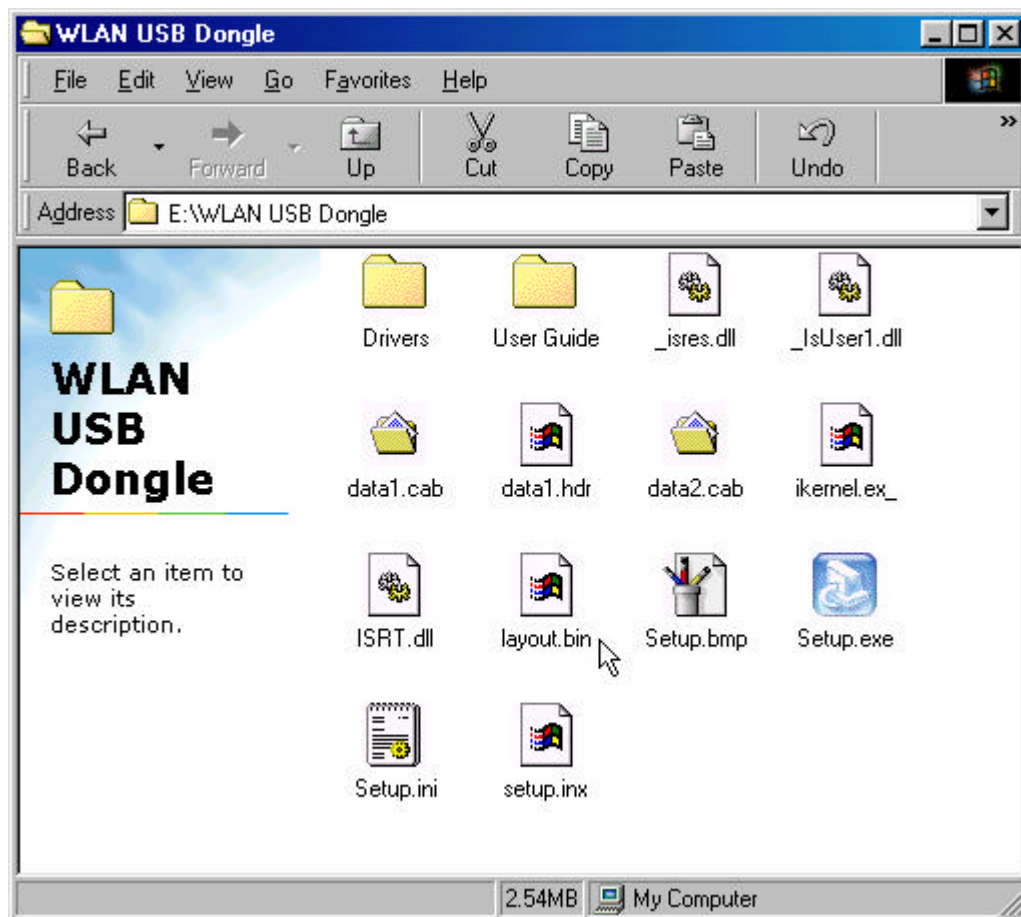 WLAN USB Dongle
File Edit View Go Favorites Help
Back Forward Up Cut Copy Paste Undo »
Address E:\WLAN USB Dongle
WLAN
USB
Dongle
Select an item to
view its
description.
Drivers User Guide _isres.dll _IsUser1.dll
data1.cab data1.hdr data2.cab ikernel.ex_
ISRT.dll layout.bin Setup.bmp Setup.exe
Setup.ini setup.inx
2.54MB My Computer